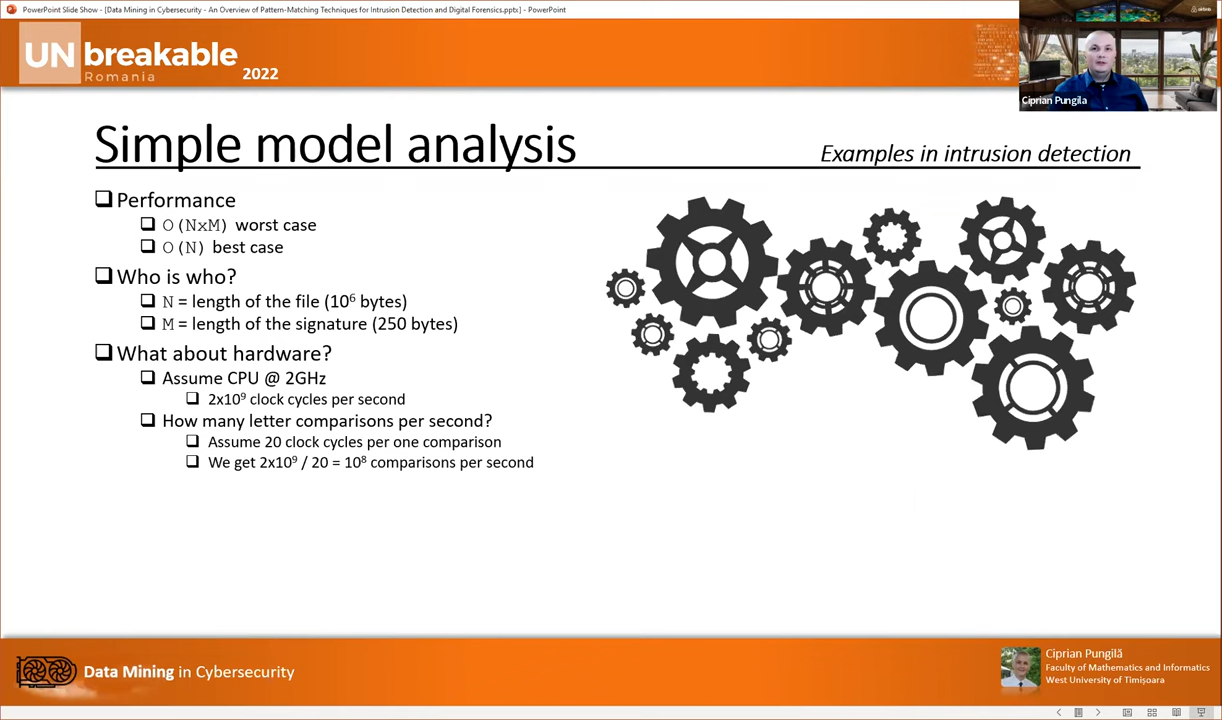 PowerPoint Slide Show - [Data Mining in Cybersecurity - An Overview of Pattern-Matching Techniques for Intrusion Detection and Digital Forensics.pptx] - PowerPoint
UNbreakable
Romania
2022
Ciprian Pungila
Simple model analysis
Examples in intrusion detection
Performance
O(NxM) worst case
O(N) best case
Who is who?
N = length of the file (10⁶ bytes)
M = length of the signature (250 bytes)
What about hardware?
Assume CPU @ 2GHz
2x10⁹ clock cycles per second
How many letter comparisons per second?
Assume 20 clock cycles per one comparison
We get 2x10⁹ / 20 = 10⁸ comparisons per second
Data Mining in Cybersecurity
Ciprian Pungilă
Faculty of Mathematics and Informatics
West University of Timișoara